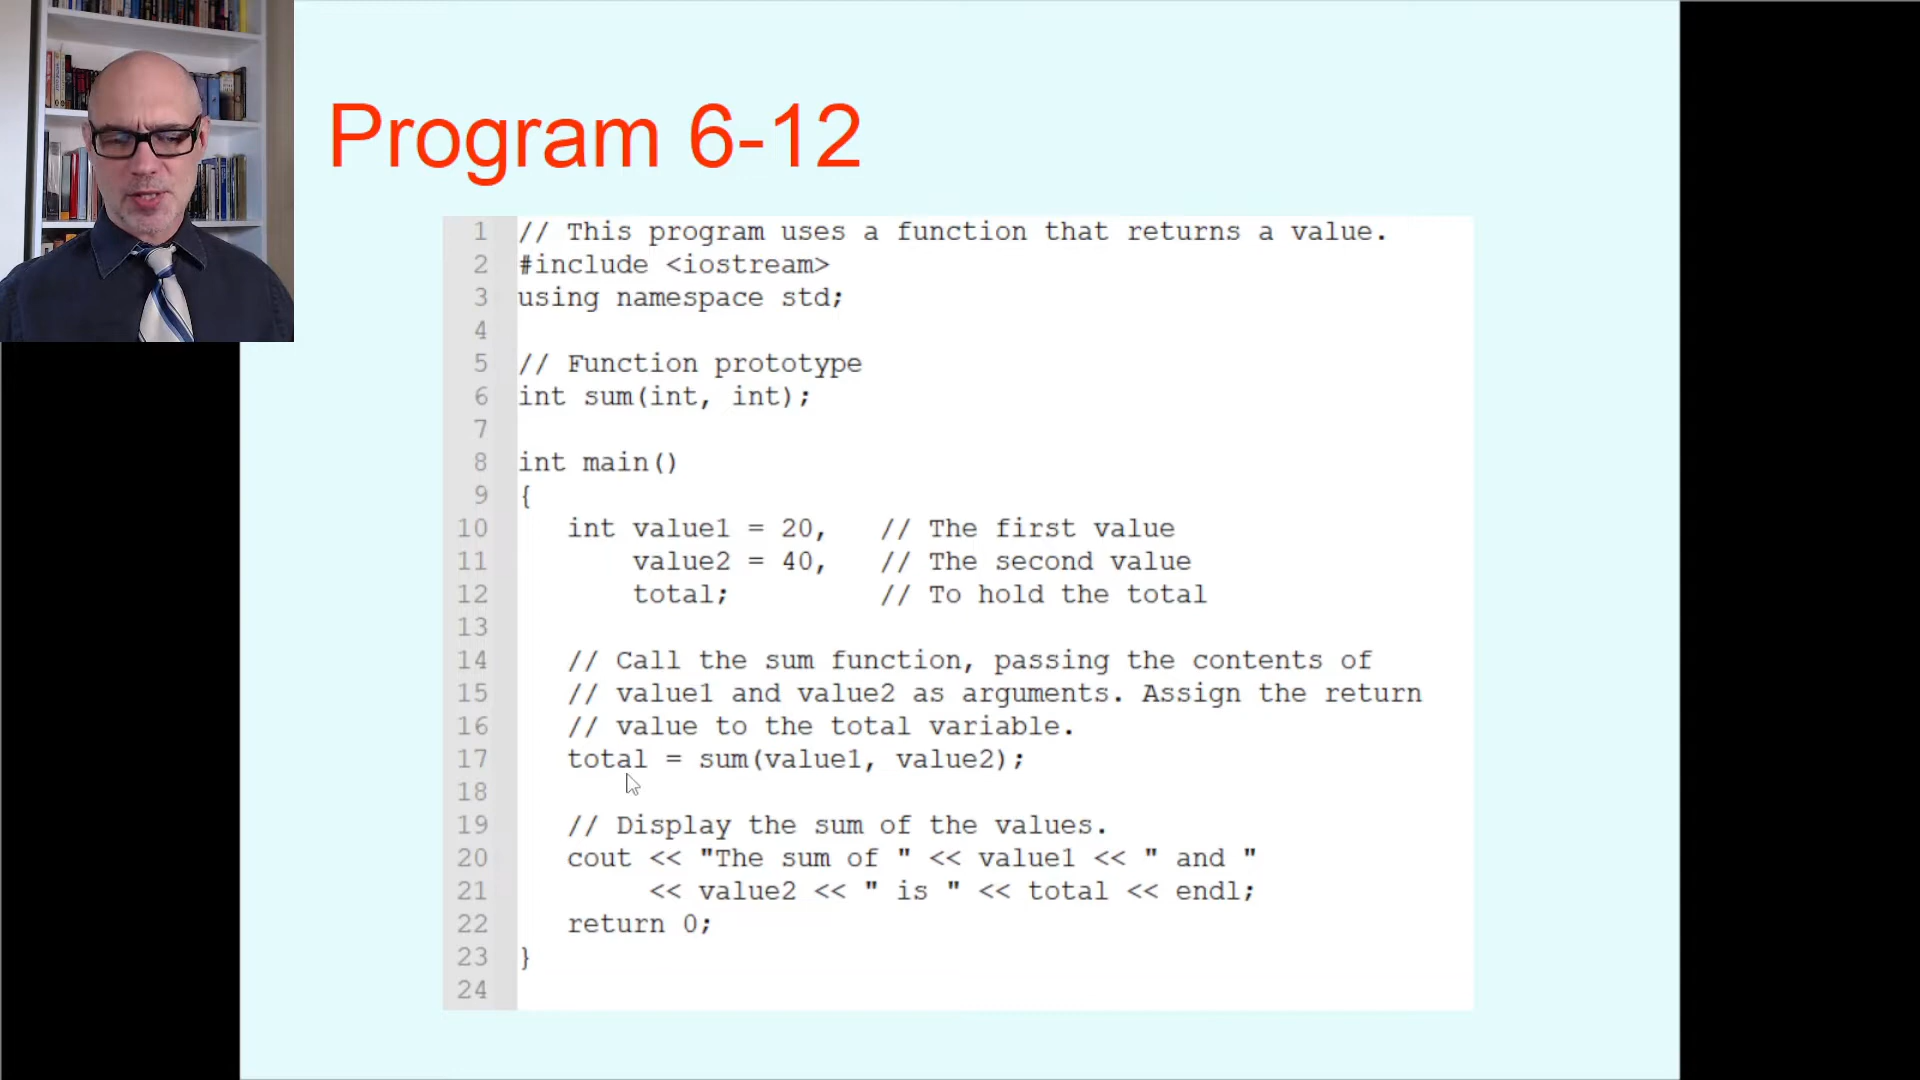 Program 6-12
1 // This program uses a function that returns a value.
2 #include <iostream>
3 using namespace std;
4
5 // Function prototype
6 int sum(int, int);
7
8 int main()
9 {
10    int value1 = 20,   // The first value
11        value2 = 40,   // The second value
12        total;         // To hold the total
13
14    // Call the sum function, passing the contents of
15    // value1 and value2 as arguments. Assign the return
16    // value to the total variable.
17    total = sum(value1, value2);
18
19    // Display the sum of the values.
20    cout << "The sum of " << value1 << " and "
21         << value2 << " is " << total << endl;
22    return 0;
23 }
24